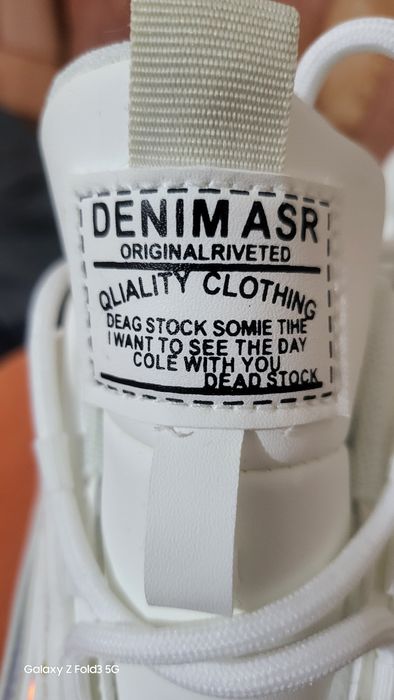 DENIM ASR
ORIGINALRIVETED
QLIALITY CLOTHING
DEAG STOCK SOMIE TIHE
I WANT TO SEE THE DAY
COLE WITH YOU
DEAD STOCK
Galaxy Z Fold3 5G